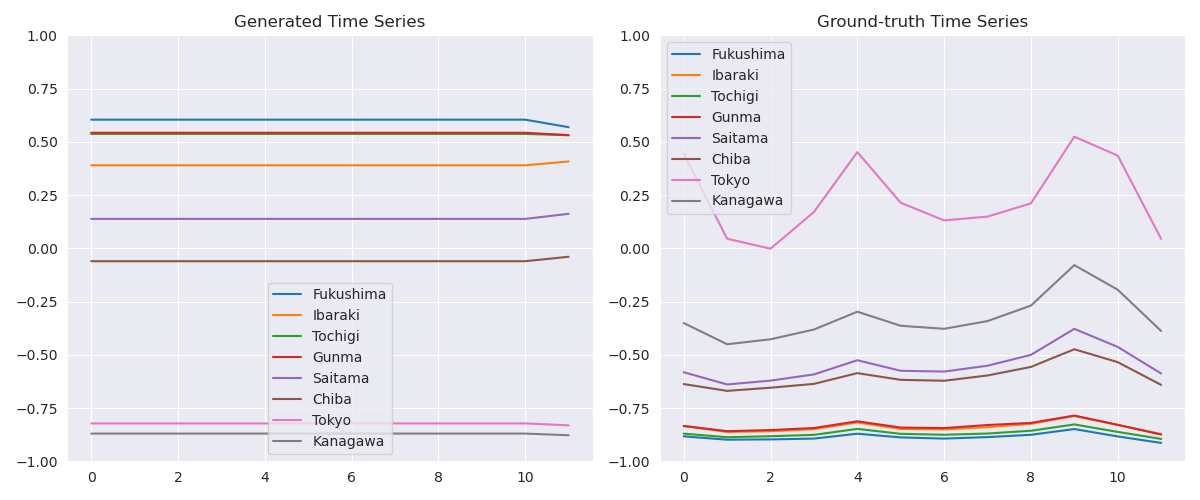 Generated Time Series
1.00
0.75
0.50
0.25
0.00
−0.25
−0.50
−0.75
−1.00
0 2 4 6 8 10
Fukushima
Ibaraki
Tochigi
Gunma
Saitama
Chiba
Tokyo
Kanagawa
Ground-truth Time Series
1.00
0.75
0.50
0.25
0.00
−0.25
−0.50
−0.75
−1.00
0 2 4 6 8 10
Fukushima
Ibaraki
Tochigi
Gunma
Saitama
Chiba
Tokyo
Kanagawa